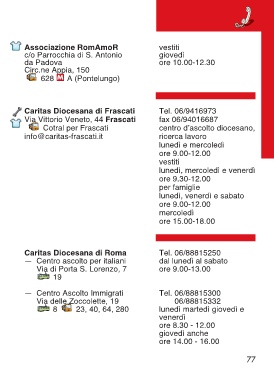 Associazione RomAmoR
c/o Parrocchia di S. Antonio
da Padova
Circ.ne Appia, 150
628 M A (Pontelungo)
vestiti
giovedì
ore 10.00-12.30
Caritas Diocesana di Frascati
Via Vittorio Veneto, 44 Frascati
Cotral per Frascati
info@caritas-frascati.it
Tel. 06/9416973
fax 06/94016687
centro d'ascolto diocesano,
ricerca lavoro
lunedì e mercoledì
ore 9.00-12.00
vestiti
lunedì, mercoledì e venerdì
ore 9.30-12.00
per famiglie
lunedì, venerdì e sabato
ore 9.00-12.00
mercoledì
ore 15.00-18.00
Caritas Diocesana di Roma
— Centro ascolto per italiani
Via di Porta S. Lorenzo, 7
19
Tel. 06/88815250
dal lunedì al sabato
ore 9.00-13.00
— Centro Ascolto Immigrati
Via delle Zoccolette, 19
8 23, 40, 64, 280
Tel. 06/88815300
06/88815332
lunedì martedì giovedì e
venerdì
ore 8.30 - 12.00
giovedì anche
ore 14.00 - 16.00
77